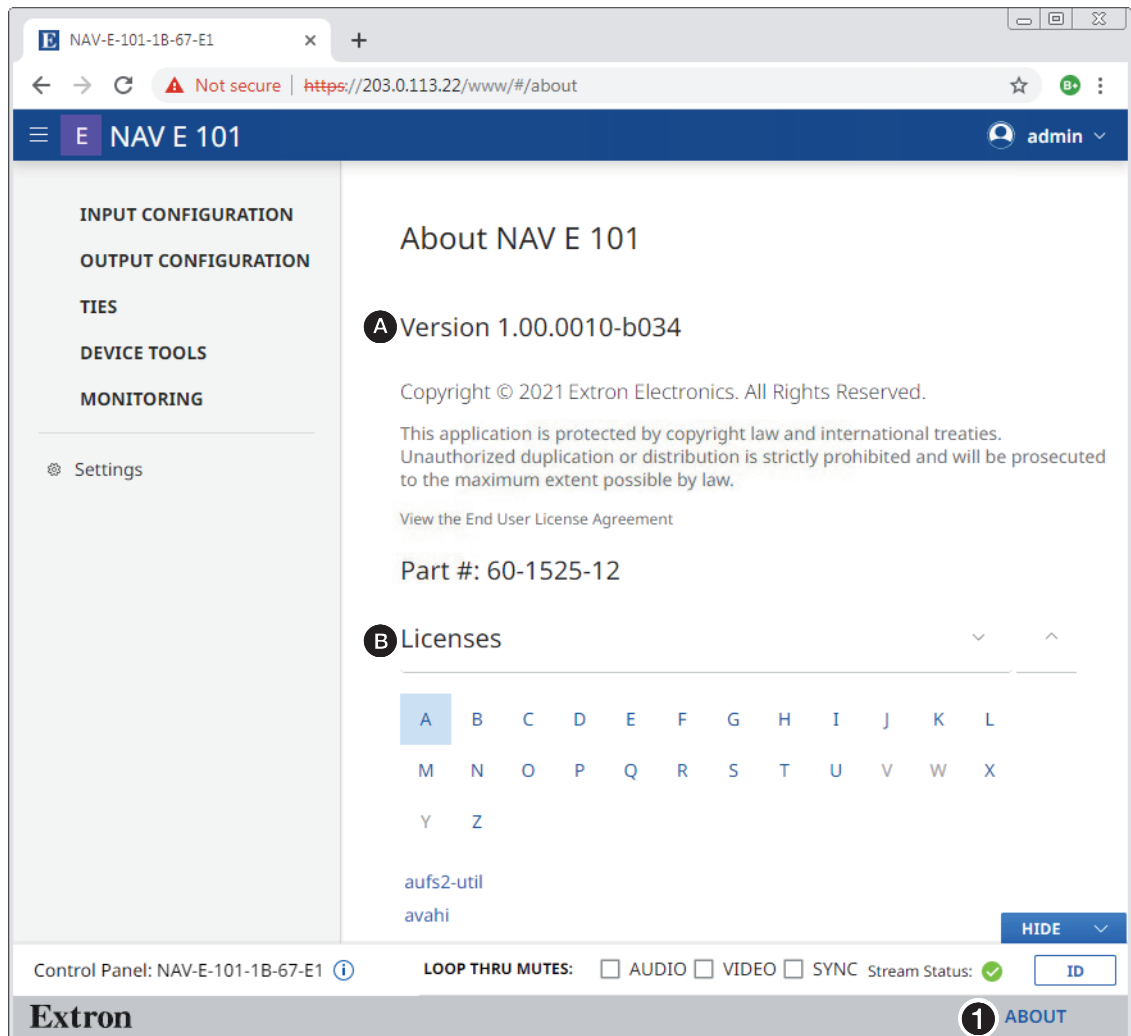 E NAV-E-101-1B-67-E1
Not secure | https://203.0.113.22/www/#/about
B+
E NAV E 101
admin
INPUT CONFIGURATION
OUTPUT CONFIGURATION
TIES
DEVICE TOOLS
MONITORING
Settings
About NAV E 101
A Version 1.00.0010-b034
Copyright © 2021 Extron Electronics. All Rights Reserved.
This application is protected by copyright law and international treaties.
Unauthorized duplication or distribution is strictly prohibited and will be prosecuted
to the maximum extent possible by law.
View the End User License Agreement
Part #: 60-1525-12
B Licenses
A B C D E F G H I J K L
M N O P Q R S T U V W X
Y Z
aufs2-util
avahi
HIDE
Control Panel: NAV-E-101-1B-67-E1 i LOOP THRU MUTES: AUDIO VIDEO SYNC Stream Status: ID
Extron 1 ABOUT